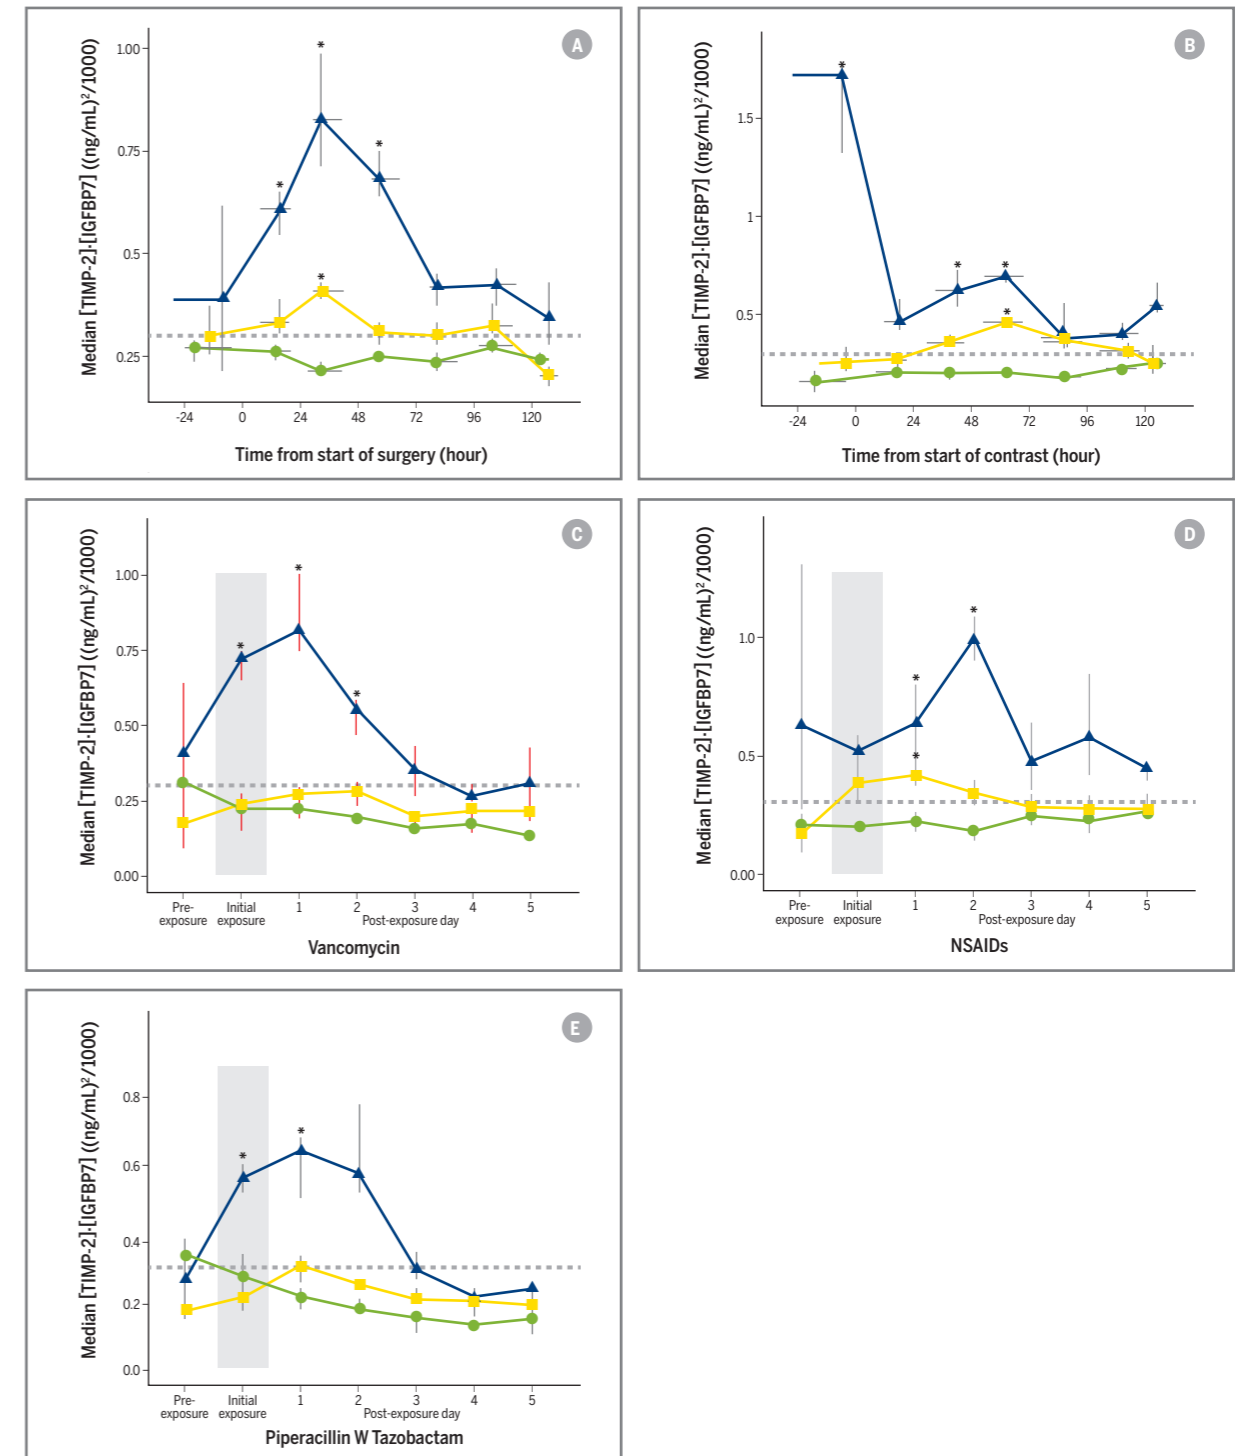 A
Median [TIMP-2]·[IGFBP7] ((ng/mL)²/1000)
1.00
0.75
0.5
0.25
* * * *
-24 0 24 48 72 96 120
Time from start of surgery (hour)
B
Median [TIMP-2]·[IGFBP7] ((ng/mL)²/1000)
1.5
1
0.5
* * * *
-24 0 24 48 72 96 120
Time from start of contrast (hour)
C
Median [TIMP-2]·[IGFBP7] ((ng/mL)²/1000)
1.00
0.75
0.50
0.25
0.00
* * *
Pre- Initial 1 2 3 4 5
exposure exposure Post-exposure day
Vancomycin
D
Median [TIMP-2]·[IGFBP7] ((ng/mL)²/1000)
1.0
0.5
0.00
* * *
Pre- Initial 1 2 3 4 5
exposure exposure Post-exposure day
NSAIDs
E
Median [TIMP-2]·[IGFBP7] ((ng/mL)²/1000)
0.8
0.6
0.4
0.2
0.0
* *
Pre- Initial 1 2 3 4 5
exposure exposure Post-exposure day
Piperacillin W Tazobactam